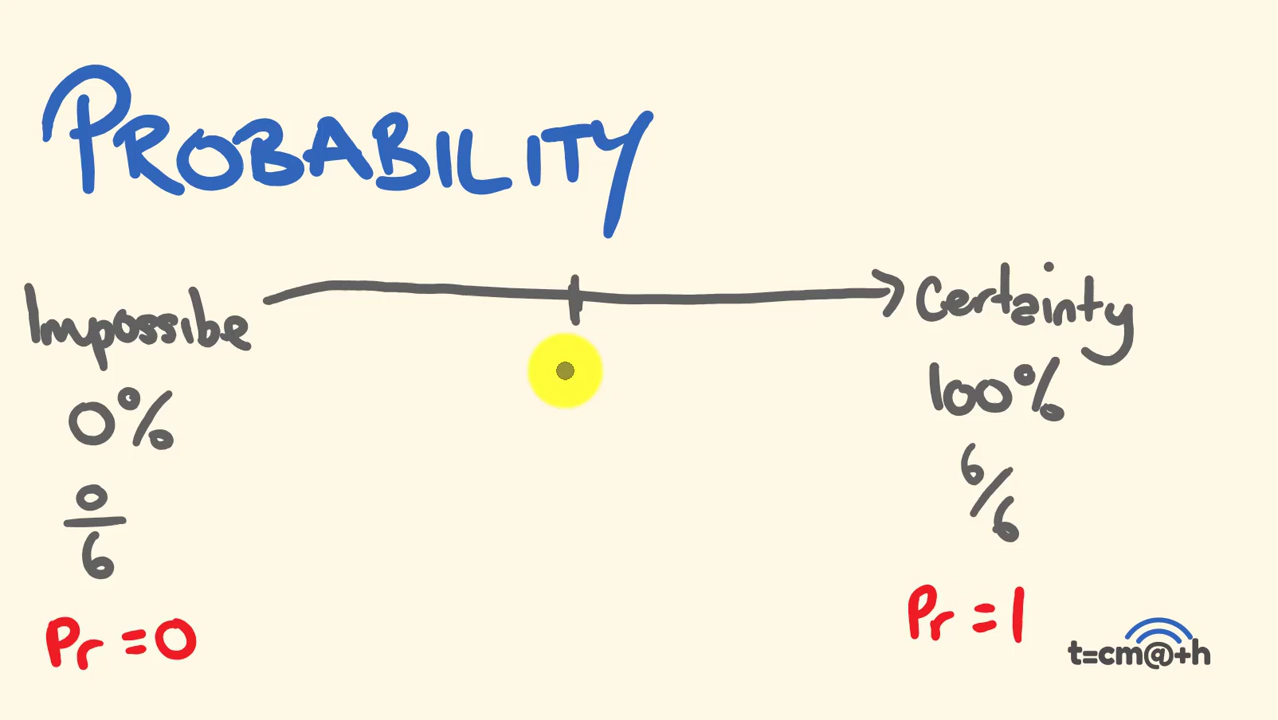 PROBABILITY
Impossibe
Certainty
0%
100%
0/6
6/6
Pr=0
Pr=1
t=cm@+h